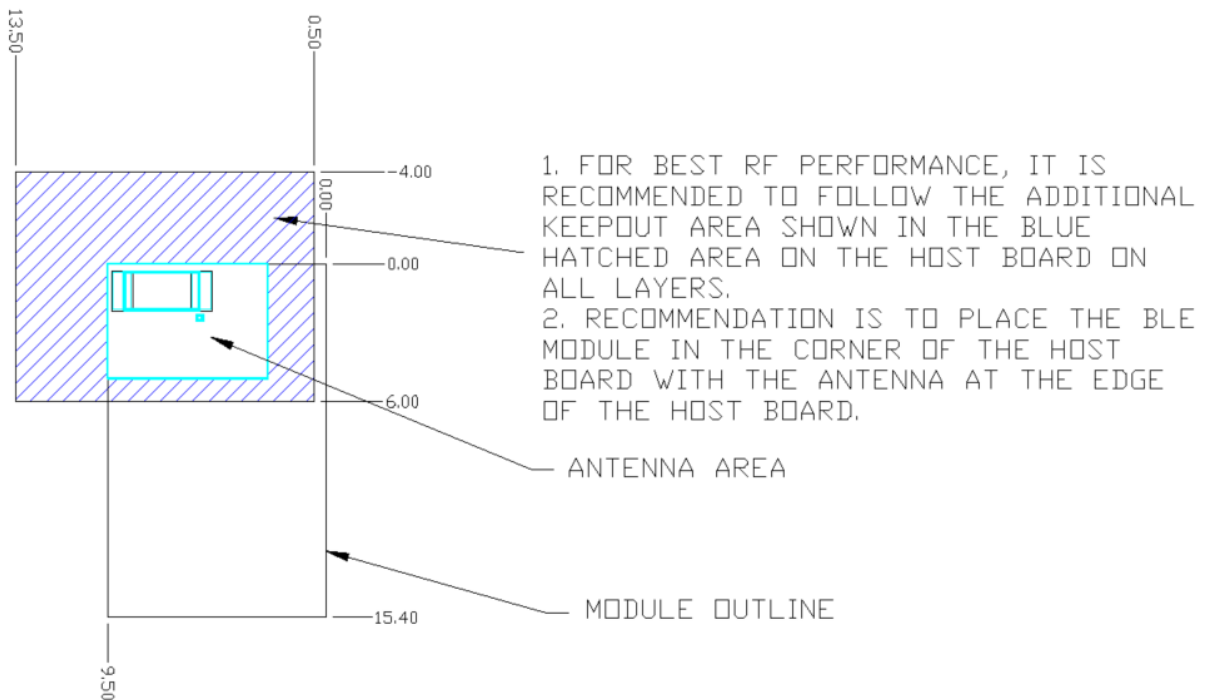 13.50
0.50
-4.00
0.00
0.00
6.00
15.40
9.50
1. FOR BEST RF PERFORMANCE, IT IS
RECOMMENDED TO FOLLOW THE ADDITIONAL
KEEPOUT AREA SHOWN IN THE BLUE
HATCHED AREA ON THE HOST BOARD ON
ALL LAYERS.
2. RECOMMENDATION IS TO PLACE THE BLE
MODULE IN THE CORNER OF THE HOST
BOARD WITH THE ANTENNA AT THE EDGE
OF THE HOST BOARD.
ANTENNA AREA
MODULE OUTLINE